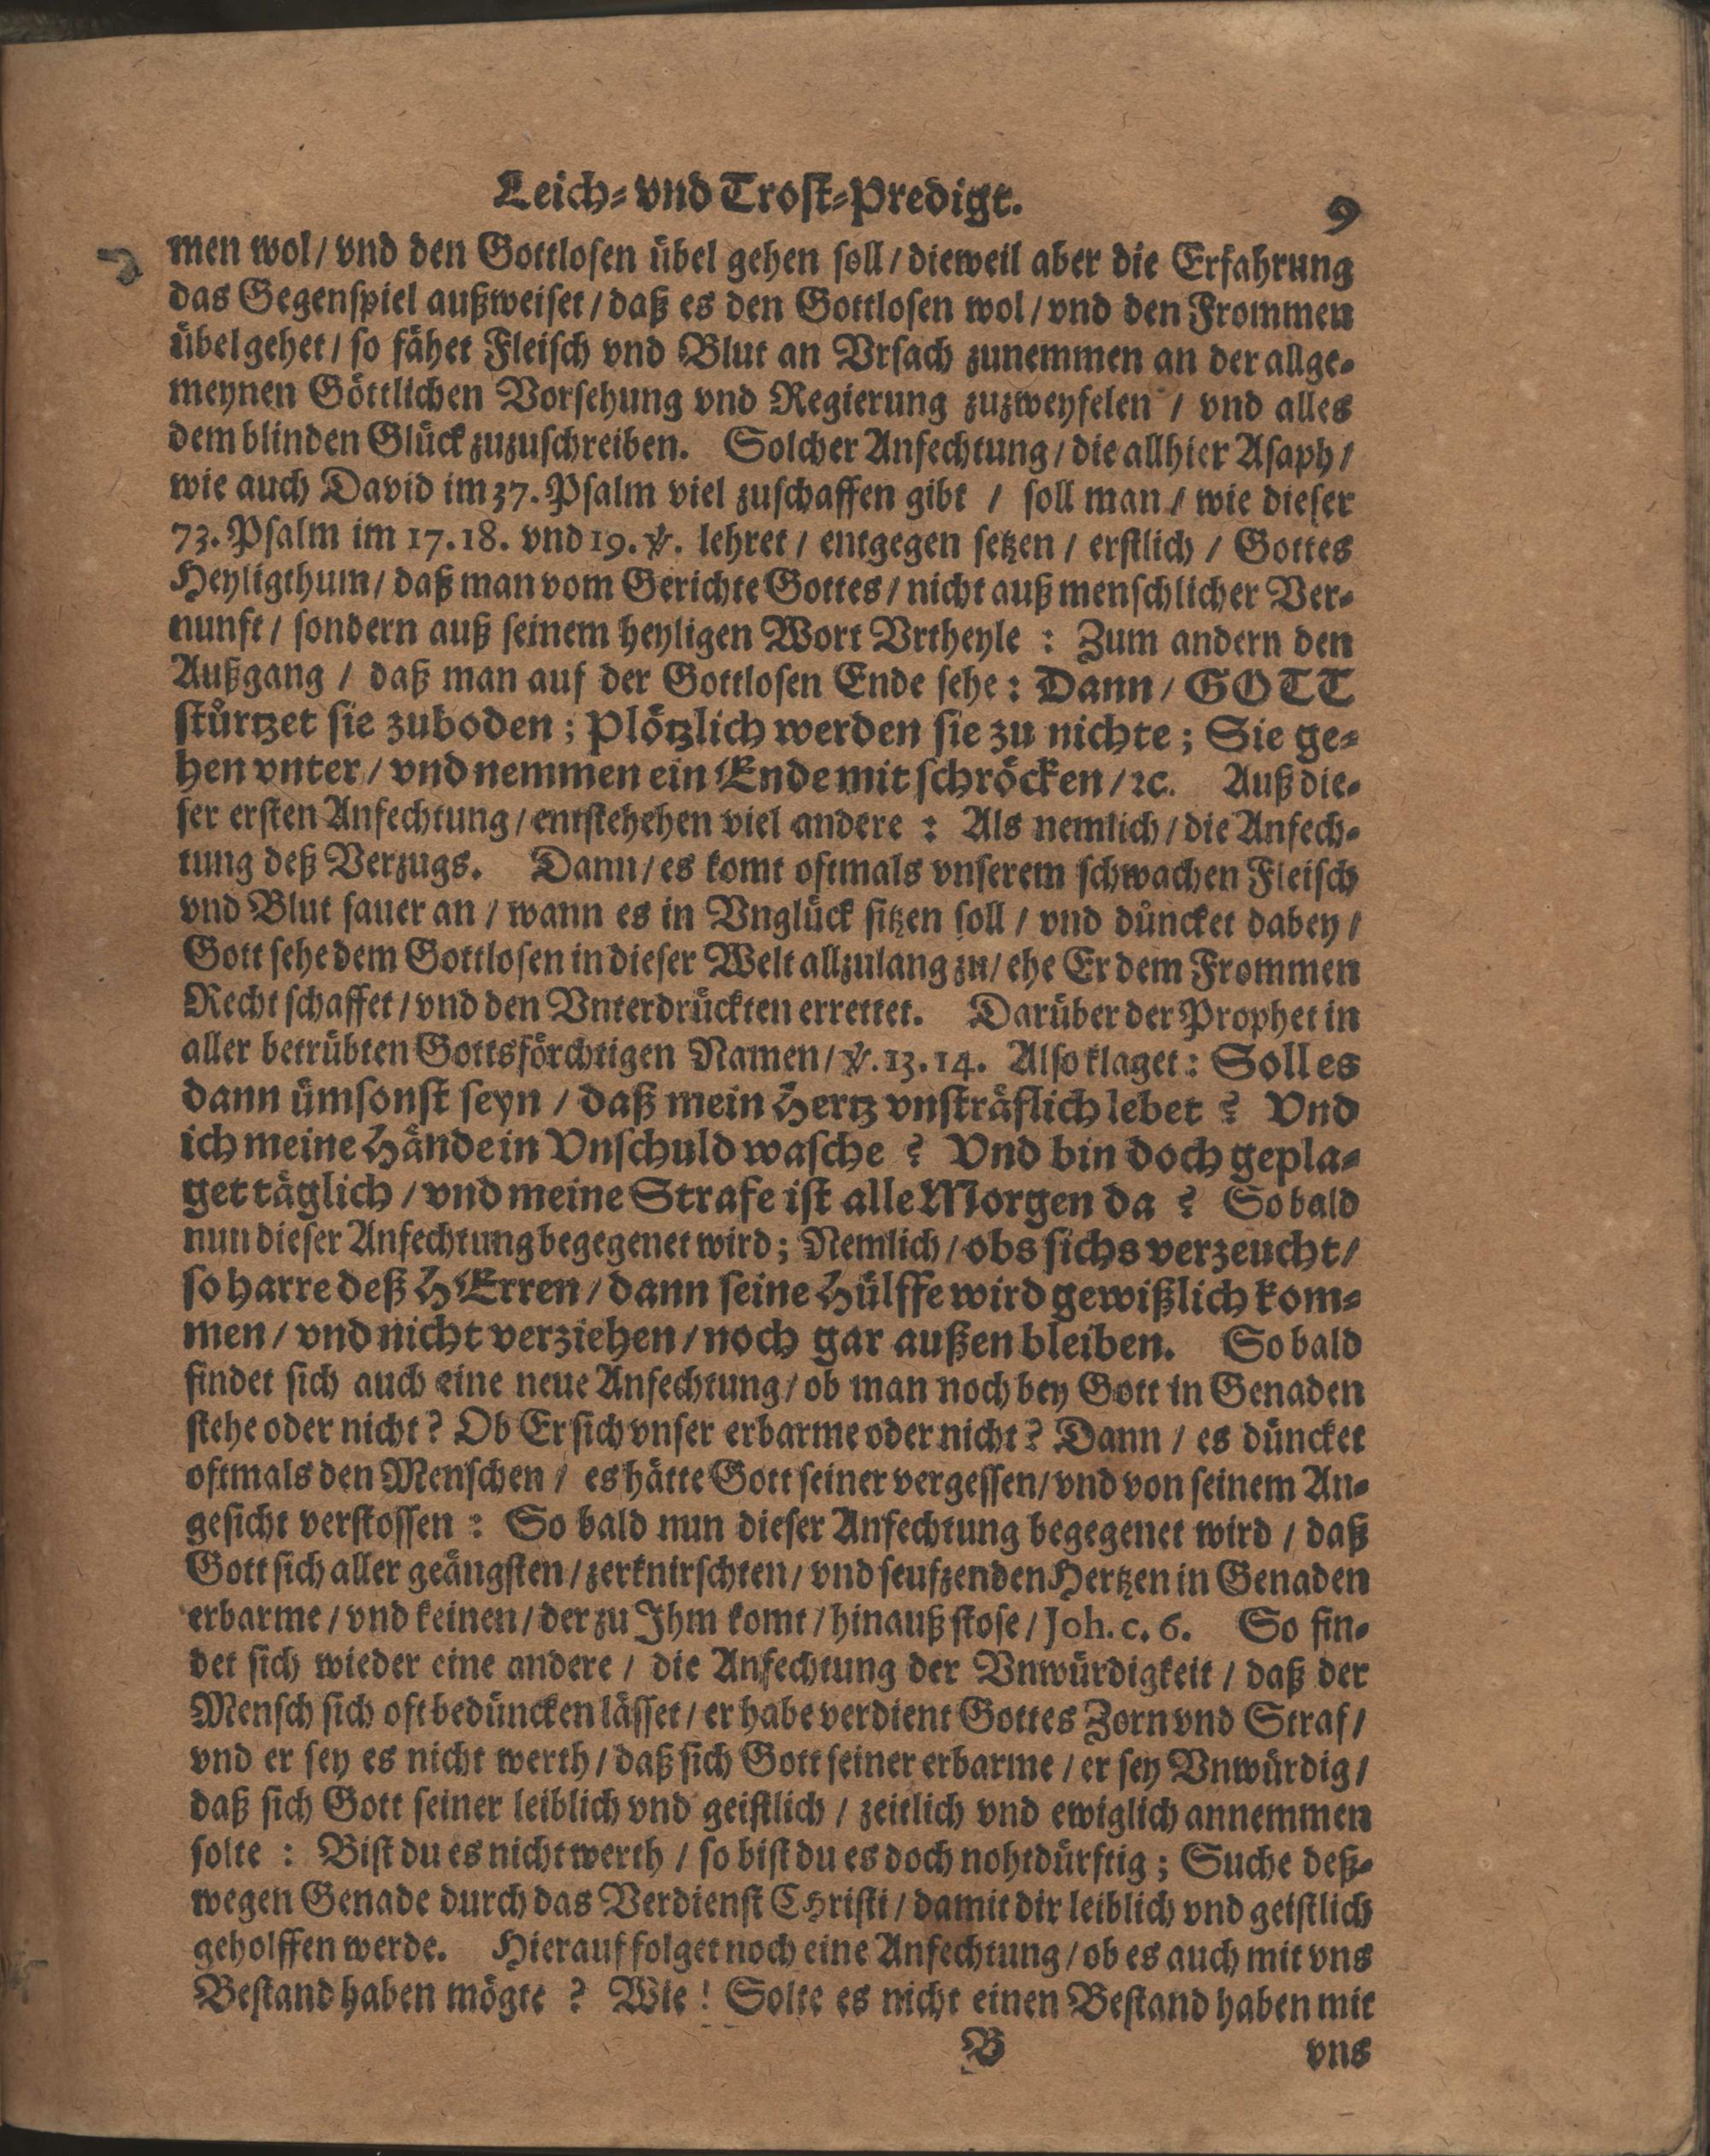 Leich- vnd Trost-Predigt. 9
men wol / vnd den Gottlosen übel gehen soll / dieweil aber die Erfahrung
das Gegenspiel außweiset / daß es den Gottlosen wol / vnd den Frommen
übel gehet / so fähet Fleisch vnd Blut an Vrsach zunemmen an der allge-
meynen Göttlichen Vorsehung vnd Regierung zuzweyfelen / vnd alles
dem blinden Glück zuzuschreiben. Solcher Anfechtung / die allhier Asaph /
wie auch David im 37. Psalm viel zuschaffen gibt / soll man / wie dieser
73. Psalm im 17. 18. vnd 19. ℣. lehret / entgegen setzen / erstlich / Gottes
Heyligthum / daß man vom Gerichte Gottes / nicht auß menschlicher Ver-
nunft / sondern auß seinem heyligen Wort Vrtheyle : Zum andern den
Außgang / daß man auf der Gottlosen Ende sehe : Dann / GOTT
stürtzet sie zuboden ; Plötzlich werden sie zu nichte ; Sie ge-
hen vnter / vnd nemmen ein Ende mit schröcken / ꝛc. Auß die-
ser ersten Anfechtung / entstehehen viel andere : Als nemlich / die Anfech-
tung deß Verzugs. Dann / es komt oftmals vnserem schwachen Fleisch
vnd Blut sauer an / wann es in Vnglück sitzen soll / vnd düncket dabey /
Gott sehe dem Gottlosen in dieser Welt allzulang zu / ehe Er dem Frommen
Recht schaffet / vnd den Vnterdrückten errettet. Darüber der Prophet in
aller betrübten Gottsförchtigen Namen / ℣. 13. 14. Also klaget : Soll es
dann ümsonst seyn / daß mein Hertz vnsträflich lebet ? Vnd
ich meine Hände in Vnschuld wasche ? Vnd bin doch gepla-
get täglich / vnd meine Strafe ist alle Morgen da ? So bald
nun dieser Anfechtung begegenet wird ; Nemlich / obs sichs verzeucht /
so harre deß HErren / dann seine Hülffe wird gewißlich kom-
men / vnd nicht verziehen / noch gar außen bleiben. So bald
findet sich auch eine neue Anfechtung / ob man noch bey Gott in Genaden
stehe oder nicht ? Ob Er sich vnser erbarme oder nicht ? Dann / es düncket
oftmals den Menschen / es hätte Gott seiner vergessen / vnd von seinem An-
gesicht verstossen : So bald nun dieser Anfechtung begegenet wird / daß
Gott sich aller geängsten / zerknirschten / vnd seufzenden Hertzen in Genaden
erbarme / vnd keinen / der zu Ihm komt / hinauß stose / Joh. c. 6. So fin-
det sich wieder eine andere / die Anfechtung der Vnwürdigkeit / daß der
Mensch sich oft bedüncken lässet / er habe verdient Gottes Zorn vnd Straf /
vnd er sey es nicht werth / daß sich Gott seiner erbarme / er sey Vnwürdig /
daß sich Gott seiner leiblich vnd geistlich / zeitlich vnd ewiglich annemmen
solte : Bist du es nicht werth / so bist du es doch nohtdürftig ; Suche deß-
wegen Genade durch das Verdienst CHristi / damit dir leiblich vnd geistlich
geholffen werde. Hierauf folget noch eine Anfechtung / ob es auch mit vns
Bestand haben mögte ? Wie ! Solte es nicht einen Bestand haben mit
B vns